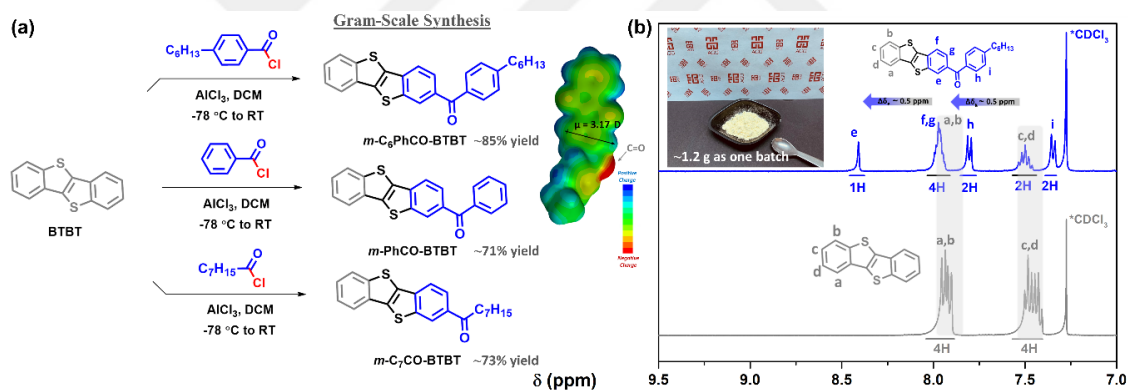 (a)
Gram-Scale Synthesis
C6H13
O
Cl
AlCl3, DCM
-78 °C to RT
S
S
O
C6H13
m-C6PhCO-BTBT ~85% yield
S
S
BTBT
O
Cl
AlCl3, DCM
-78 °C to RT
S
S
O
m-PhCO-BTBT ~71% yield
O
C7H15
Cl
AlCl3, DCM
-78 °C to RT
S
S
C7H15
O
m-C7CO-BTBT ~73% yield
μ = 3.17 D
C=O
Positive
Charge
Negative
Charge
(b)
~1.2 g as one batch
b
c
d
a
S
S
f
g
e
O
C6H13
h
i
*CDCl3
Δδe ~ 0.5 ppm
~ 0.5 ppm
e
f,g
a,b
h
c,d
i
1H
4H
2H
2H
2H
*CDCl3
b
c
d
a
S
S
a,b
c,d
4H
4H
δ (ppm)
9.5
9.0
8.5
8.0
7.5
7.0